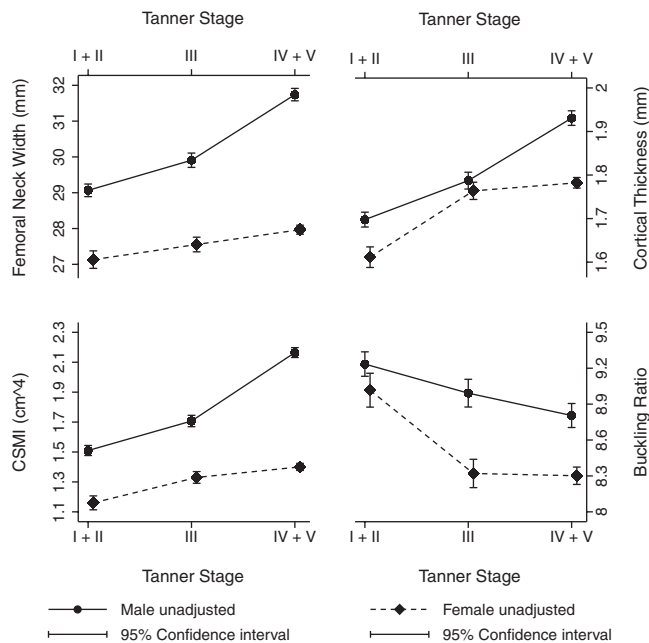 Tanner Stage Tanner Stage
I + II III IV + V I + II III IV + V
Femoral Neck Width (mm)
32
31
30
29
28
27
2
1.9
1.8
1.7
1.6
Cortical Thickness (mm)
CSMI (cm^4)
2.3
2.1
1.9
1.7
1.5
1.3
1.1
9.5
9.2
8.9
8.6
8.3
8
Buckling Ratio
I + II III IV + V I + II III IV + V
Tanner Stage Tanner Stage
Male unadjusted Female unadjusted
95% Confidence interval 95% Confidence interval